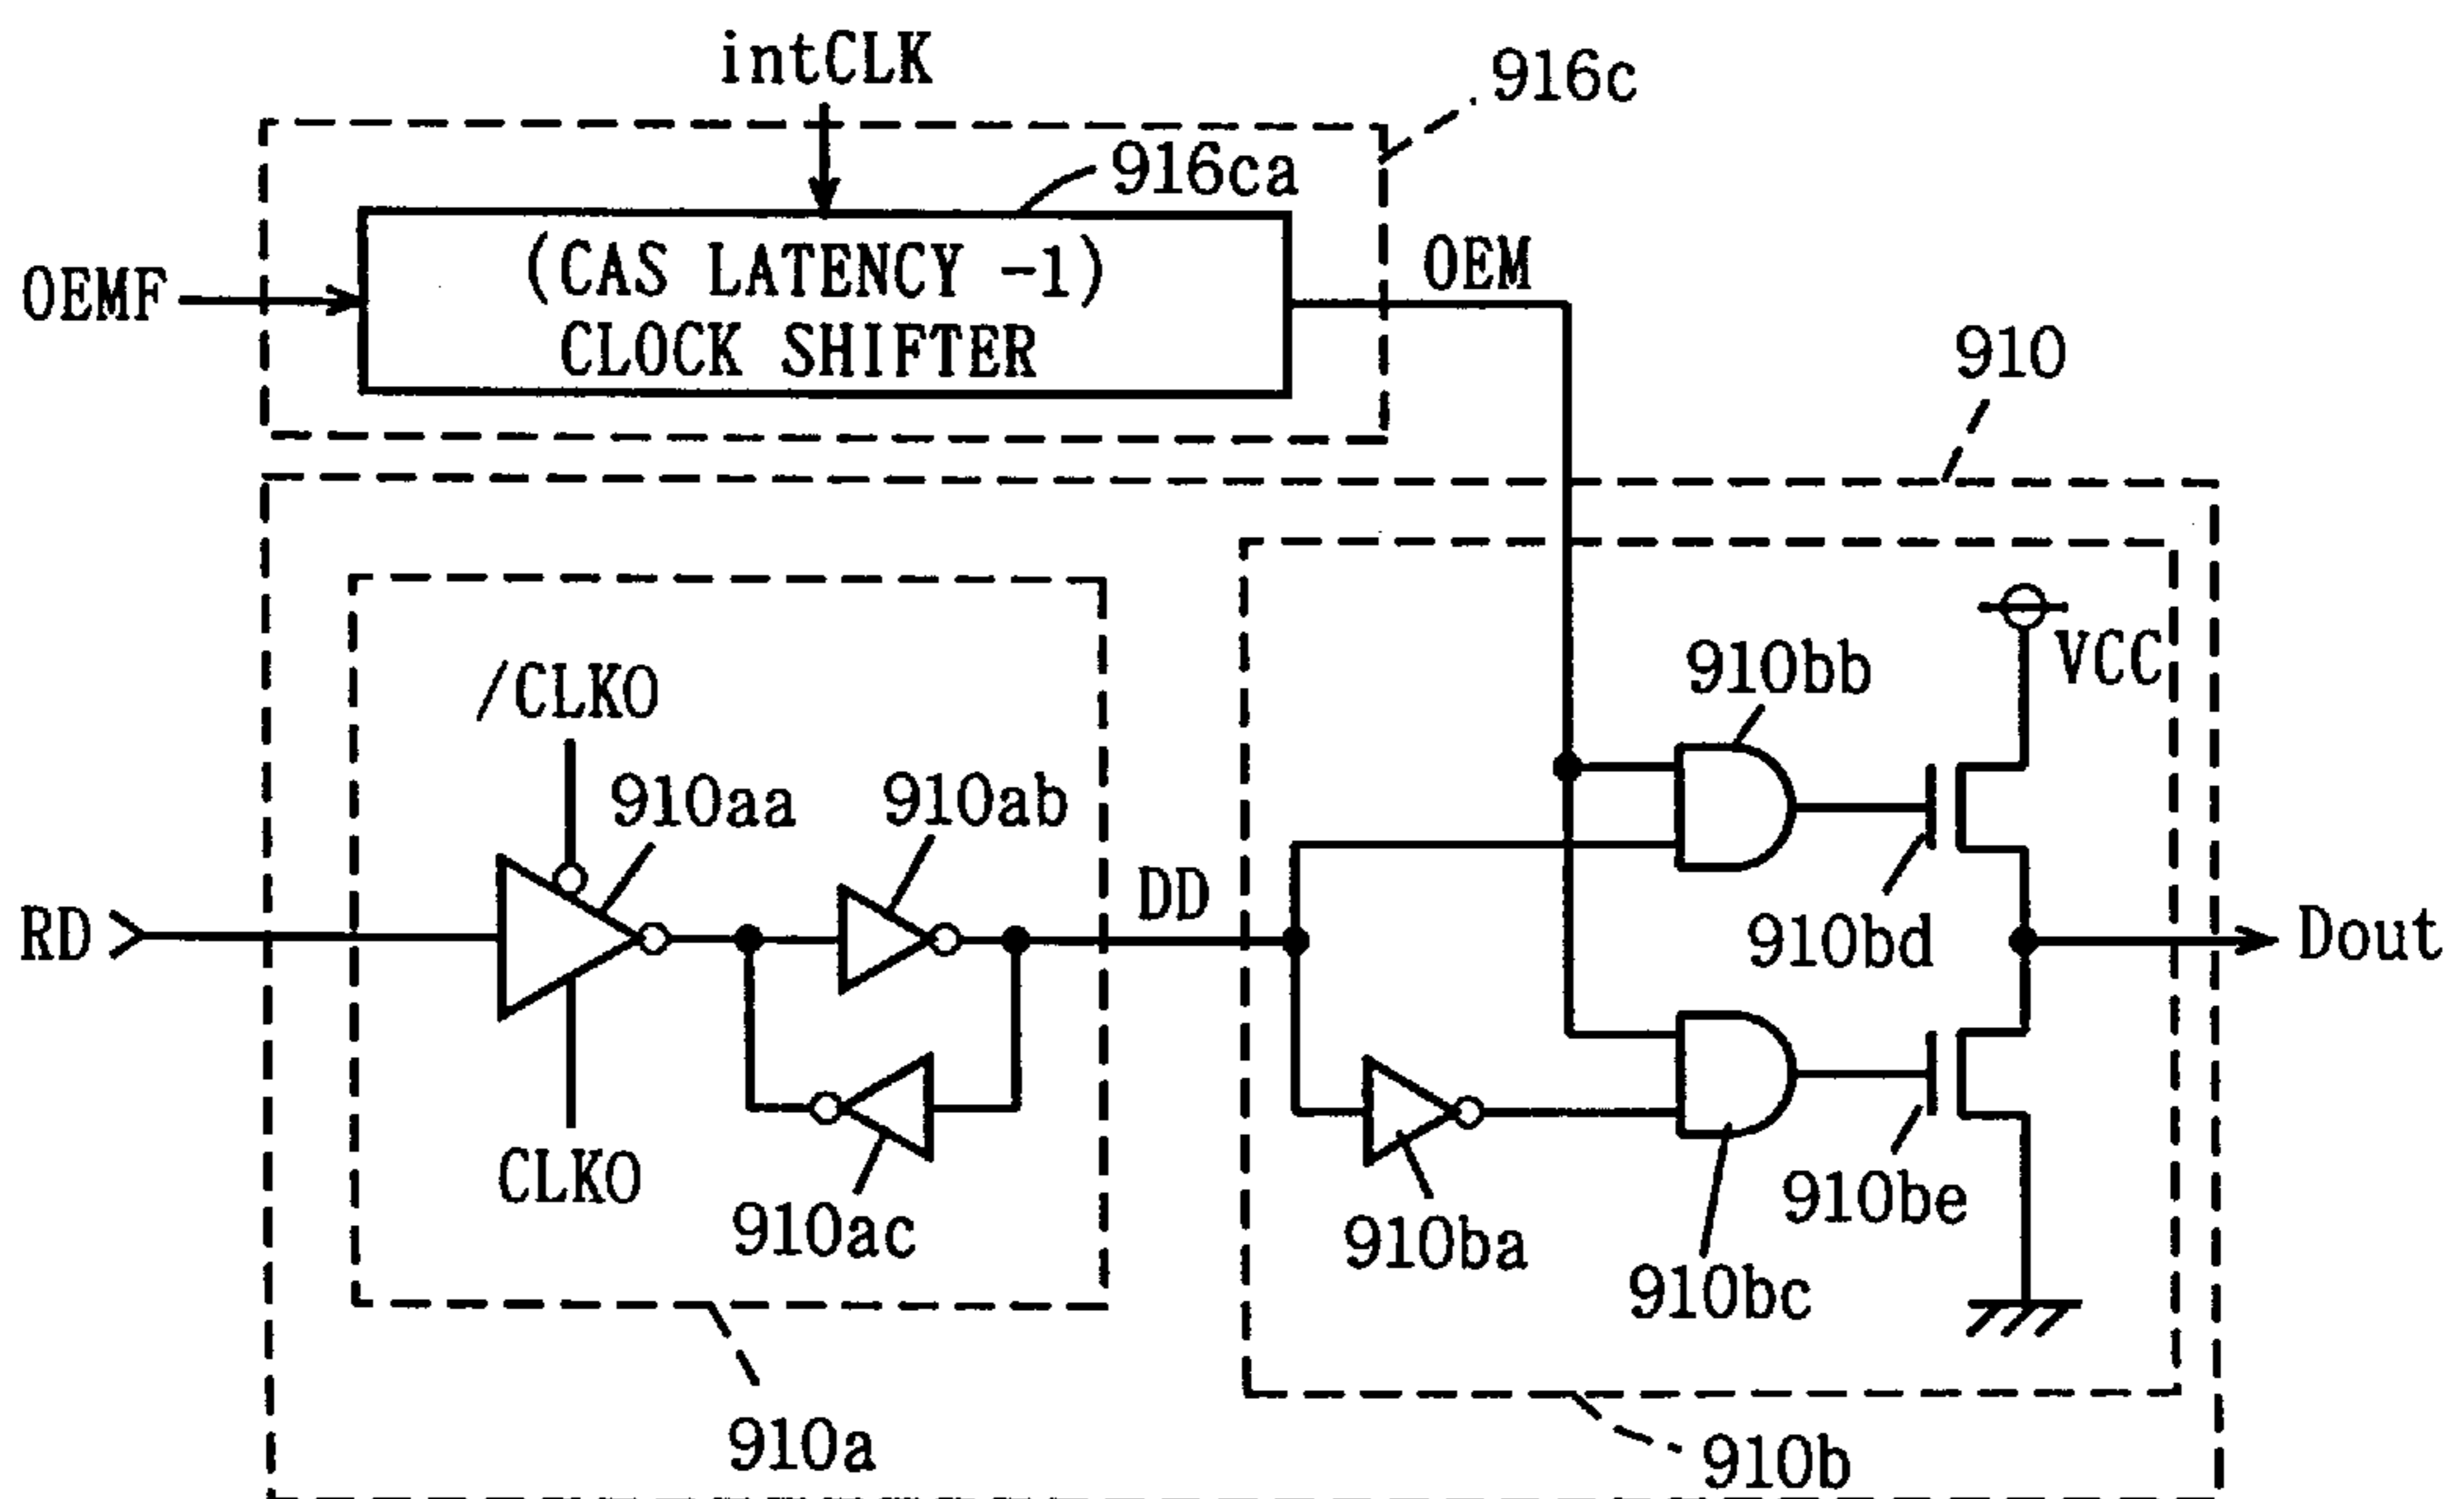 intCLK
916c
916ca
OEMF
(CAS LATENCY -1)
CLOCK SHIFTER
OEM
910
/CLKO
910aa
910ab
910bb
VCC
RD
DD
910bd
Dout
CLKO
910ac
910ba
910bc
910be
910a
910b